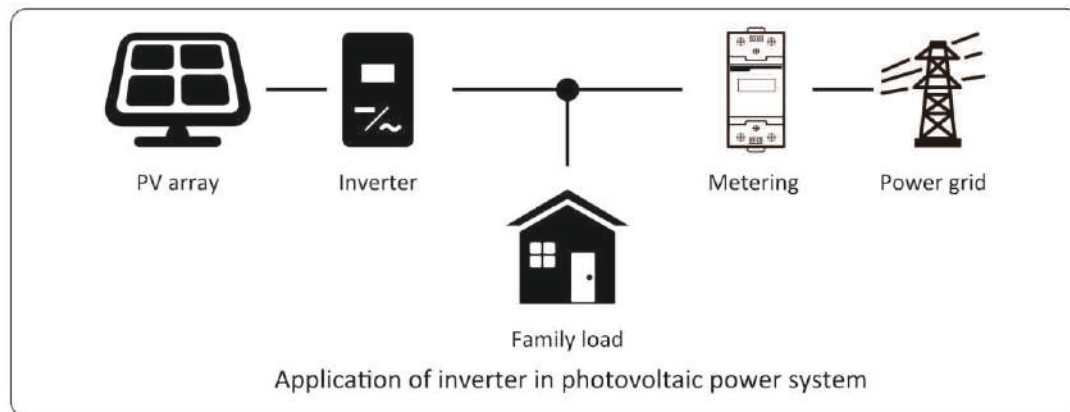 PV array
Inverter
Metering
Power grid
Family load
Application of inverter in photovoltaic power system